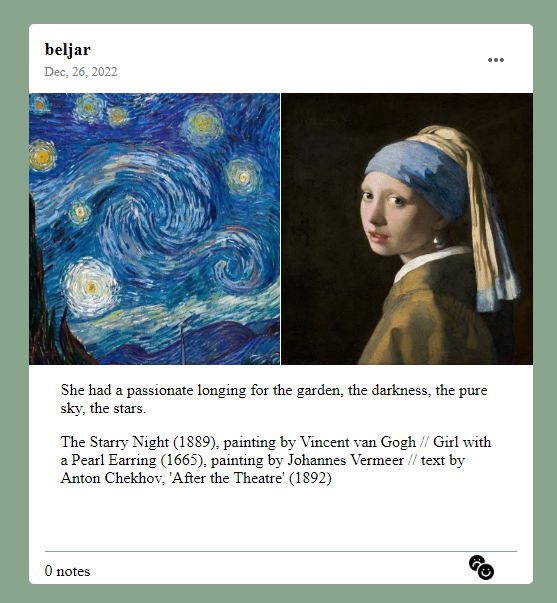 beljar
Dec, 26, 2022
She had a passionate longing for the garden, the darkness, the pure
sky, the stars.
The Starry Night (1889), painting by Vincent van Gogh // Girl with
a Pearl Earring (1665), painting by Johannes Vermeer // text by
Anton Chekhov, 'After the Theatre' (1892)
0 notes